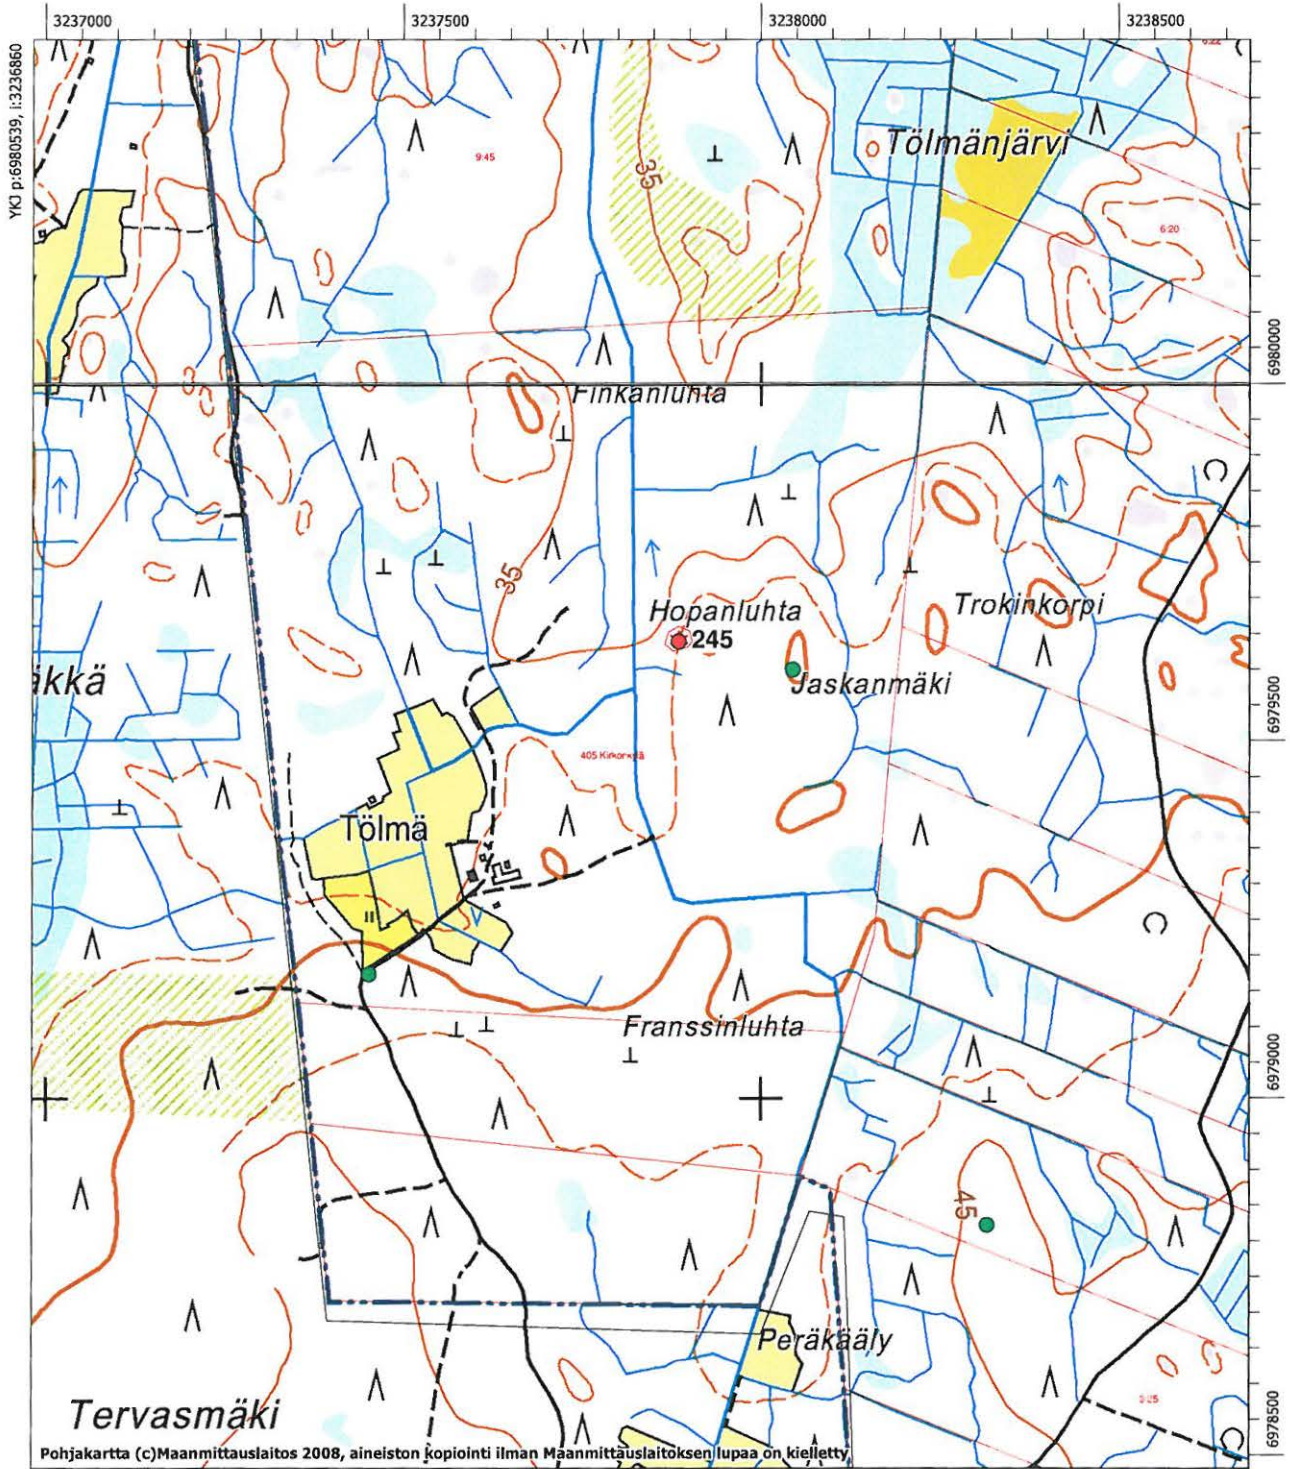 3237000
3237500
3238000
3238500
YKJ p:6980539, i:3236860
6:22
9:45
35
Tölmänjärvi
6:20
6980000
Finkanluhta
35
Hopanluhta
245
Trokinkorpi
äkkä
Jaskanmäki
6979500
Tölmä
Franssinluhta
6979000
45
Peräkääly
Tervasmäki
6978500
Pohjakartta (c)Maanmittauslaitos 2008, aineiston kopiointi ilman Maanmittauslaitoksen lupaa on kielletty